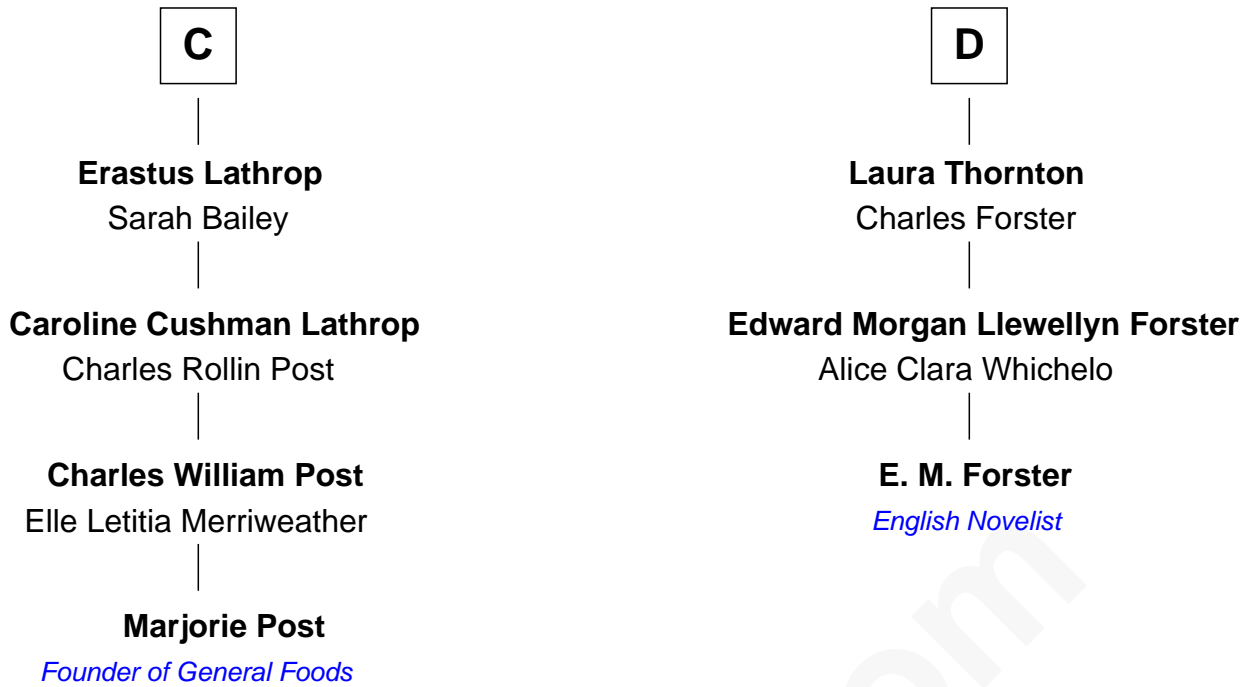 C
Erastus Lathrop
Sarah Bailey
Caroline Cushman Lathrop
Charles Rollin Post
Charles William Post
Elle Letitia Merriweather
Marjorie Post
Founder of General Foods
D
Laura Thornton
Charles Forster
Edward Morgan Llewellyn Forster
Alice Clara Whichelo
E. M. Forster
English Novelist
om